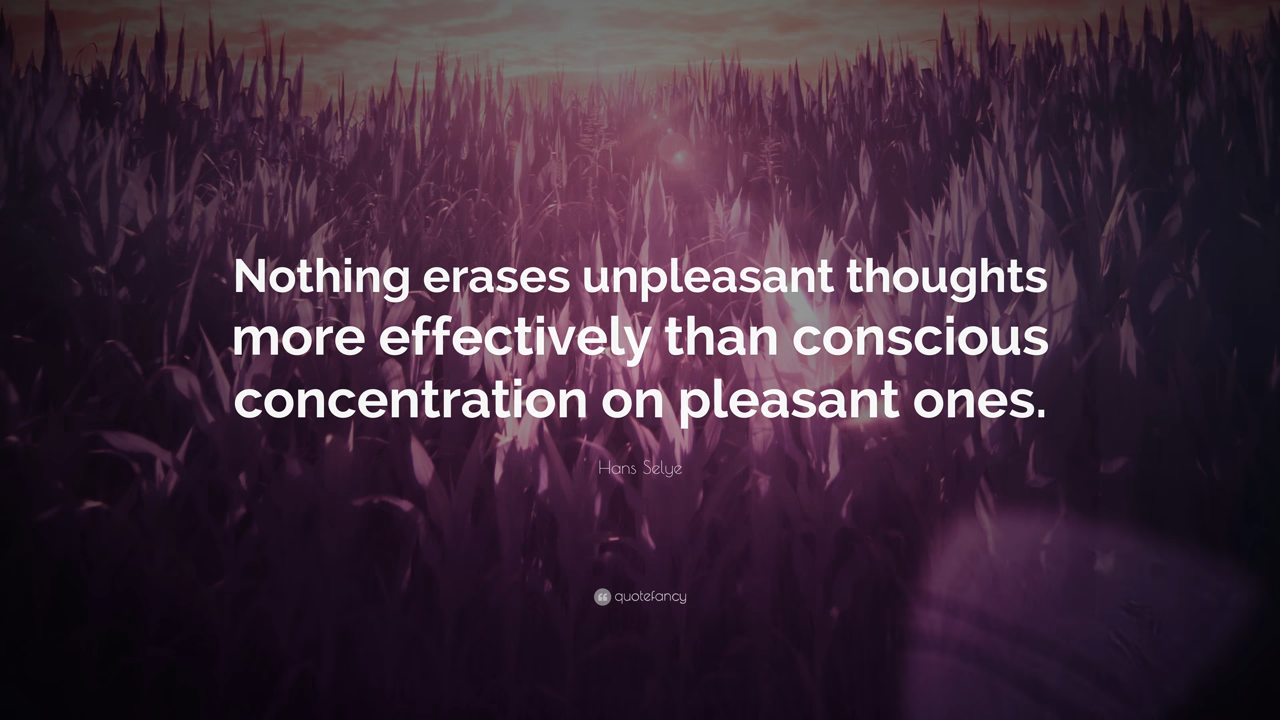 Nothing erases unpleasant thoughts
more effectively than conscious
concentration on pleasant ones.
Hans Selye
quotefancy